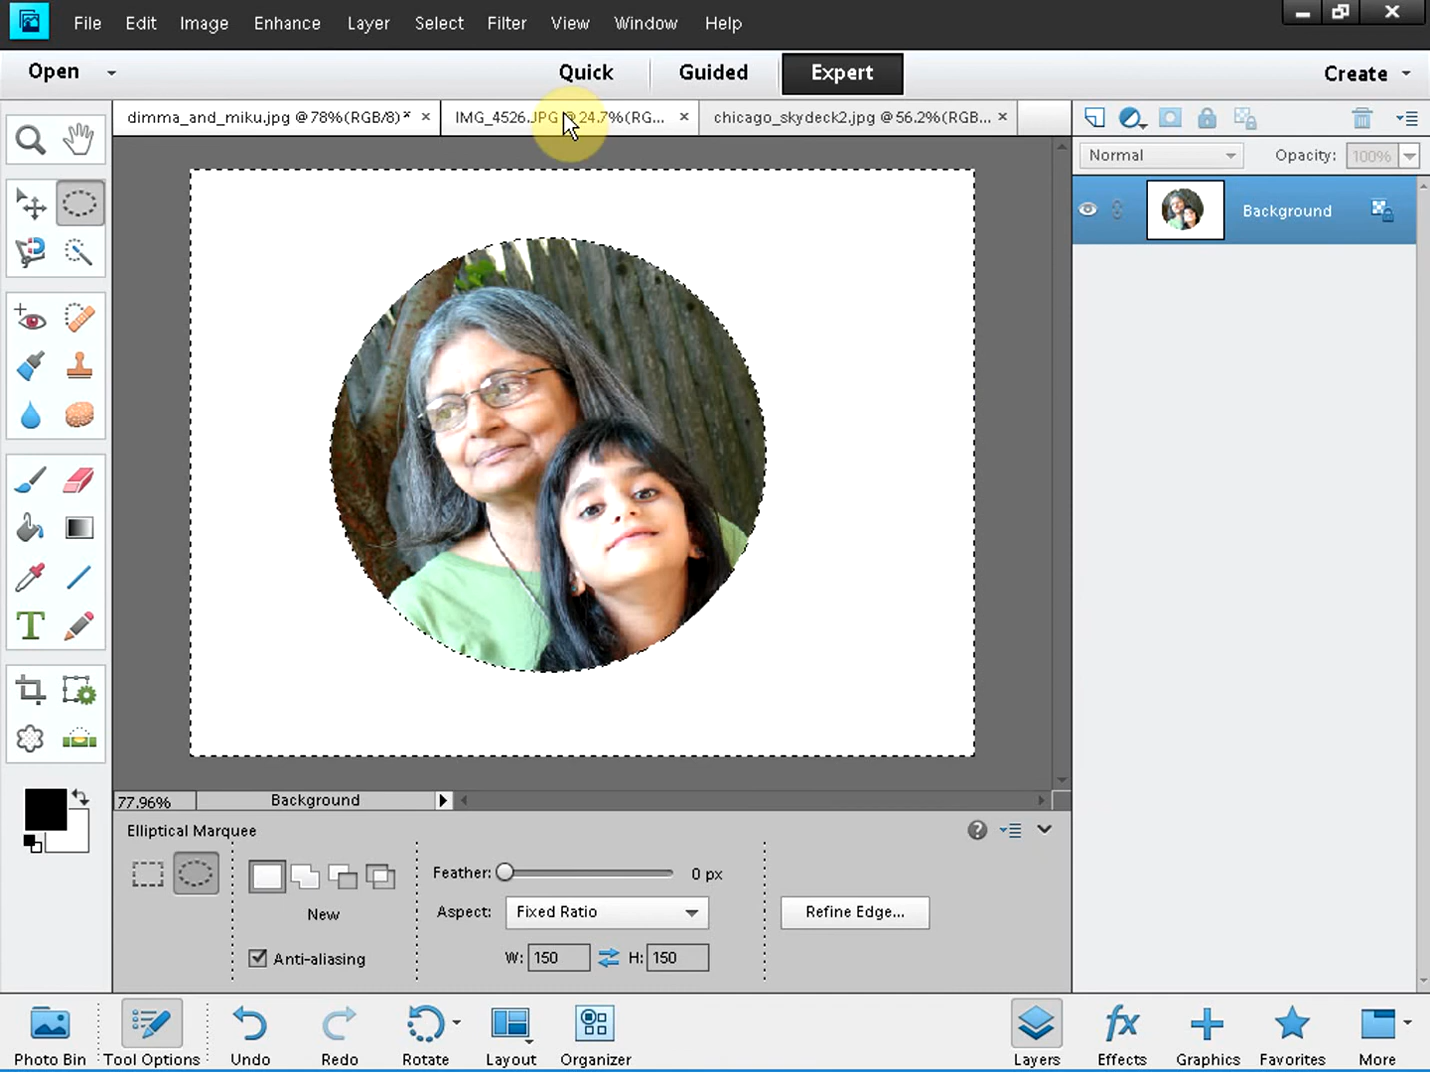 File Edit Image Enhance Layer Select Filter View Window Help
Open Quick Guided Expert Create
dimma_and_miku.jpg @ 78%(RGB/8)* × IMG_4526.JPG @ 24.7%(RG... × chicago_skydeck2.jpg @ 56.2%(RGB... ×
Normal Opacity: 100%
Background
T
77.96% Background
Elliptical Marquee
Feather: 0 px
New
Aspect: Fixed Ratio Refine Edge...
Anti-aliasing W: 150 H: 150
fx
Photo Bin Tool Options Undo Redo Rotate Layout Organizer Layers Effects Graphics Favorites More